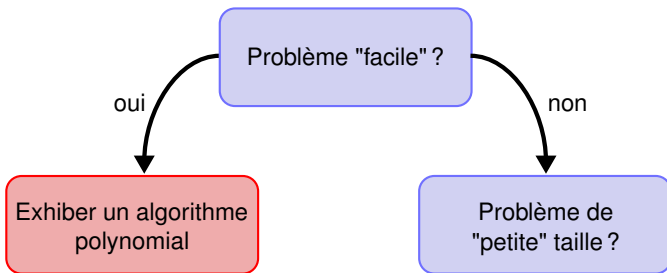 Problème "facile" ?
oui
non
Exhiber un algorithme
polynomial
Problème de
"petite" taille ?